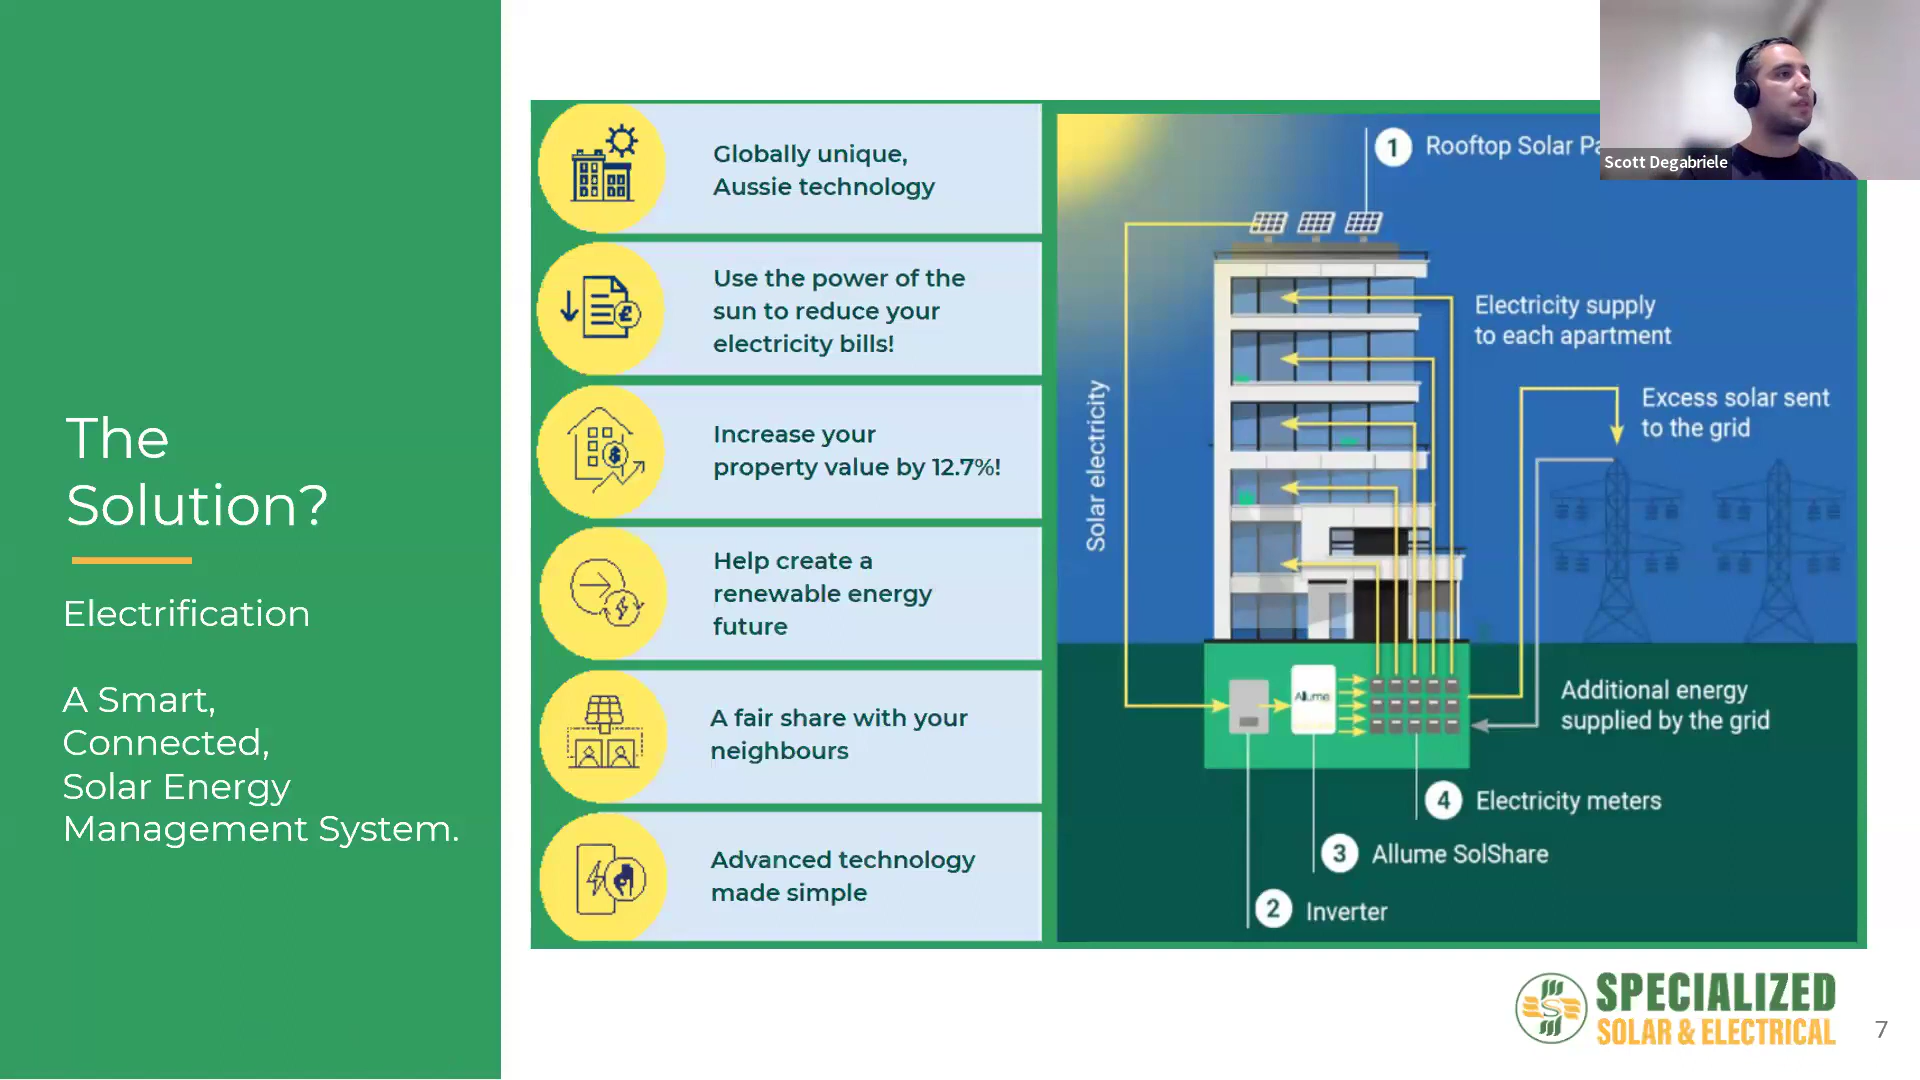 The
Solution?
Electrification
A Smart,
Connected,
Solar Energy
Management System.
Globally unique,
Aussie technology
Use the power of the
sun to reduce your
electricity bills!
Increase your
property value by 12.7%!
Help create a
renewable energy
future
A fair share with your
neighbours
Advanced technology
made simple
1 Rooftop Solar
Scott Degabriele
Electricity supply
to each apartment
Excess solar sent
to the grid
Solar electricity
Allume
Additional energy
supplied by the grid
4 Electricity meters
3 Allume SolShare
2 Inverter
SPECIALIZED
SOLAR & ELECTRICAL
7